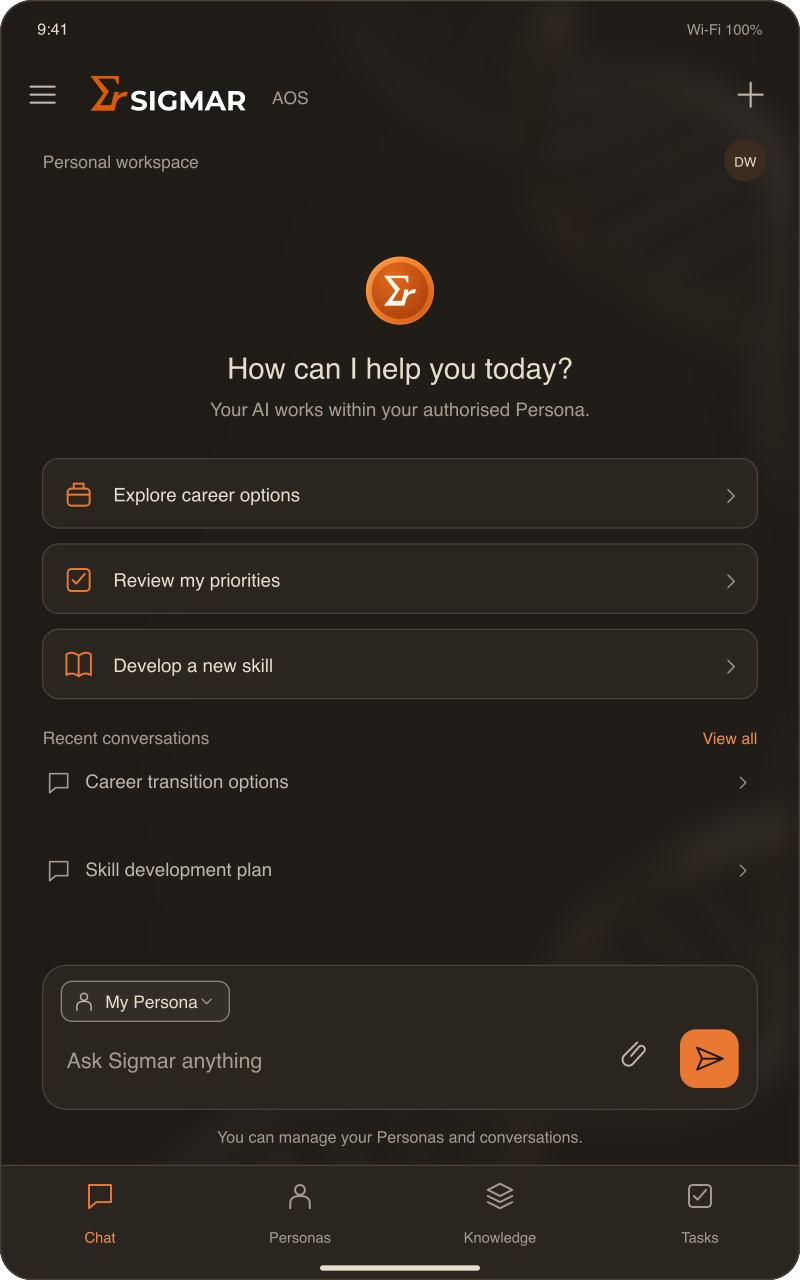 9:41
Wi-Fi 100%
Σr SIGMAR AOS
Personal workspace
DW
Σr
How can I help you today?
Your AI works within your authorised Persona.
Explore career options
Review my priorities
Develop a new skill
Recent conversations
View all
Career transition options
Skill development plan
My Persona
Ask Sigmar anything
You can manage your Personas and conversations.
Chat
Personas
Knowledge
Tasks